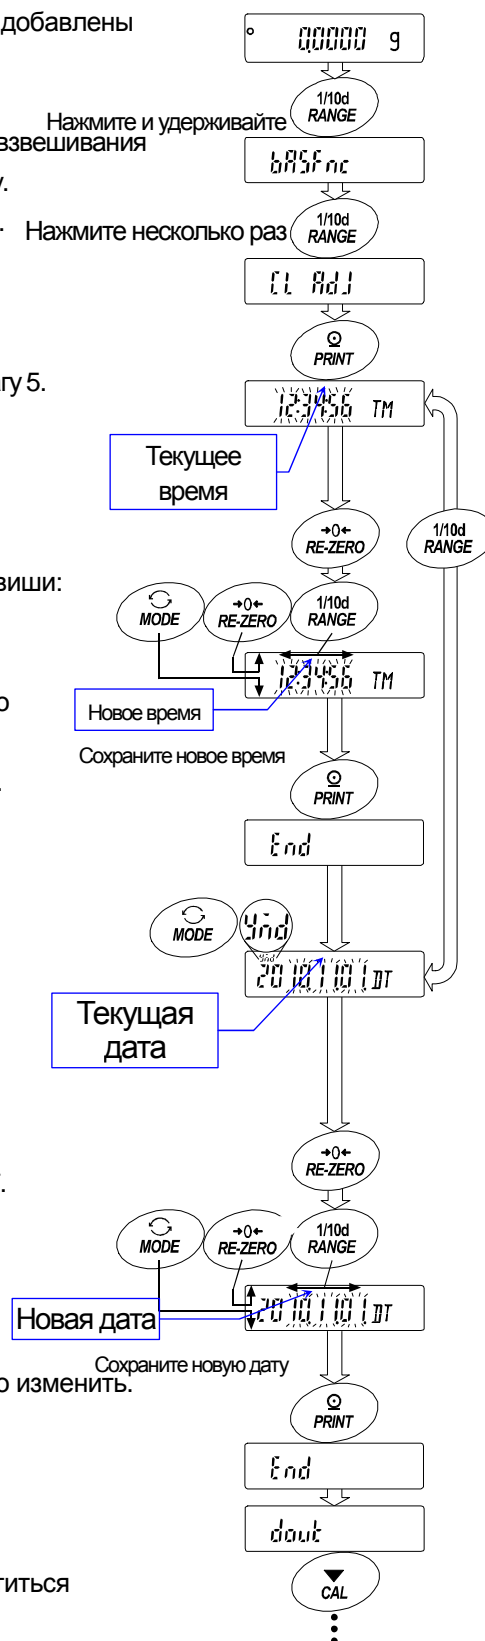 добавлены
0.0000 g
1/10d
RANGE
Нажмите и удерживайте
взвешивания
bASFnc
у.
. Нажмите несколько раз
1/10d
RANGE
CL AdJ
PRINT
гу 5.
12:34:56 TM
Текущее
время
RE-ZERO
1/10d
RANGE
виши:
MODE
RE-ZERO
1/10d
RANGE
12:34:56 TM
о
Новое время
Сохраните новое время
.
PRINT
End
MODE
ymd
ymd
2010.11.01. DT
Текущая
дата
RE-ZERO
.
MODE
RE-ZERO
1/10d
RANGE
2010.11.01. DT
Новая дата
Сохраните новую дату
о изменить.
PRINT
End
dout
титься
CAL